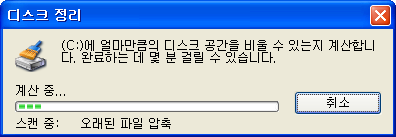 디스크 정리
(C:)에 얼마만큼의 디스크 공간을 비울 수 있는지 계산합니
다. 완료하는 데 몇 분 걸릴 수 있습니다.
계산 중...
취소
스캔 중: 오래된 파일 압축